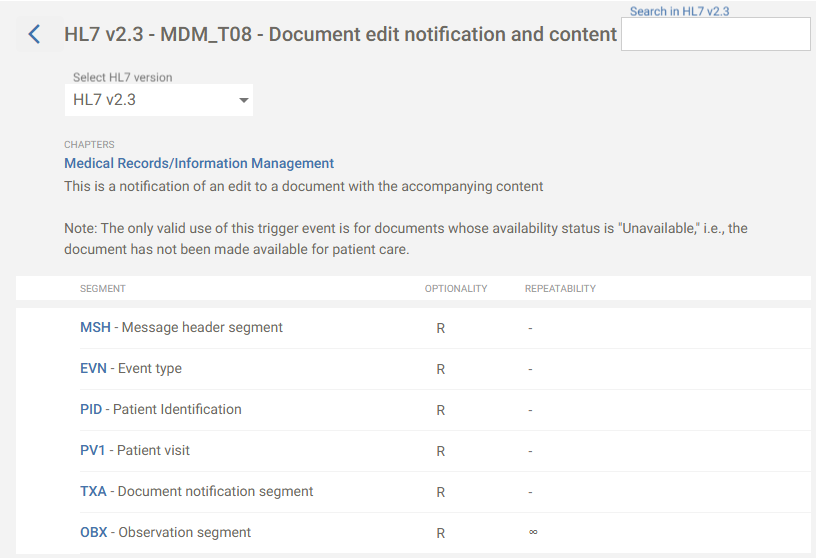 Search in HL7 v2.3
HL7 v2.3 - MDM_T08 - Document edit notification and content
Select HL7 version
HL7 v2.3
CHAPTERS
Medical Records/Information Management
This is a notification of an edit to a document with the accompanying content
Note: The only valid use of this trigger event is for documents whose availability status is "Unavailable," i.e., the
document has not been made available for patient care.
SEGMENT OPTIONALITY REPEATABILITY
MSH - Message header segment R -
EVN - Event type R -
PID - Patient Identification R -
PV1 - Patient visit R -
TXA - Document notification segment R -
OBX - Observation segment R ∞